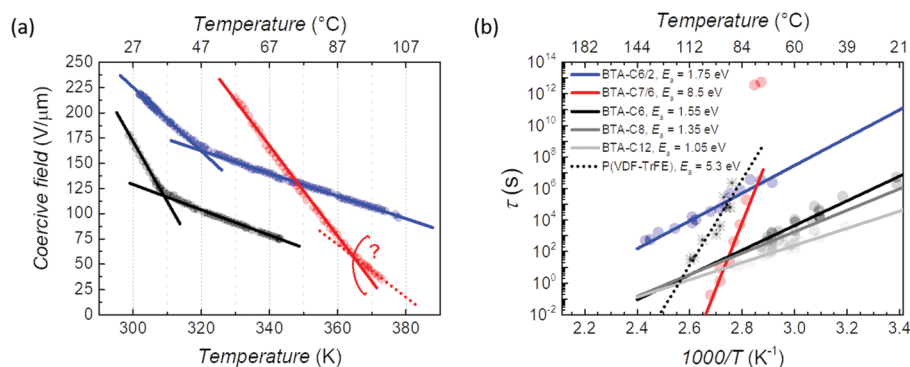 (a)
Temperature (°C)
27 47 67 87 107
Coercive field (V/μm)
250
225
200
175
150
125
100
75
50
25
0
?
300 320 340 360 380
Temperature (K)
(b)
Temperature (°C)
182 144 112 84 60 39 21
τ (s)
10^14
10^12
10^10
10^8
10^6
10^4
10^2
10^0
10^-2
BTA-C6/2, Ea = 1.75 eV
BTA-C7/6, Ea = 8.5 eV
BTA-C6, Ea = 1.55 eV
BTA-C8, Ea = 1.35 eV
BTA-C12, Ea = 1.05 eV
P(VDF-TrFE), Ea = 5.3 eV
2.2 2.4 2.6 2.8 3.0 3.2 3.4
1000/T (K^-1)